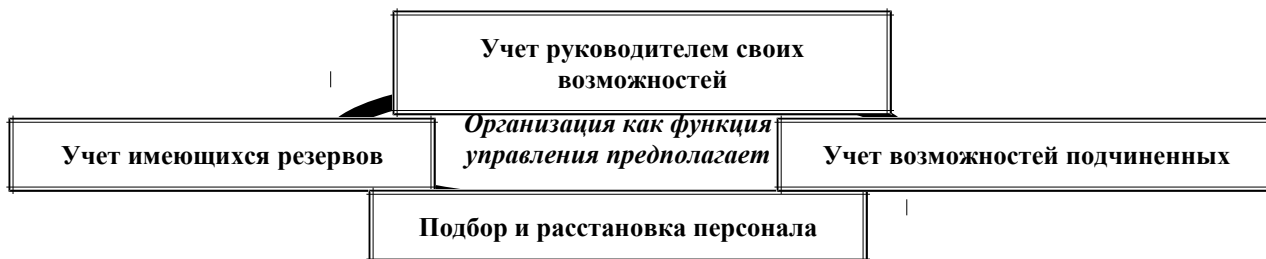 Учет руководителем своих
возможностей
Организация как функция
управления предполагает
Учет имеющихся резервов
Учет возможностей подчиненных
Подбор и расстановка персонала